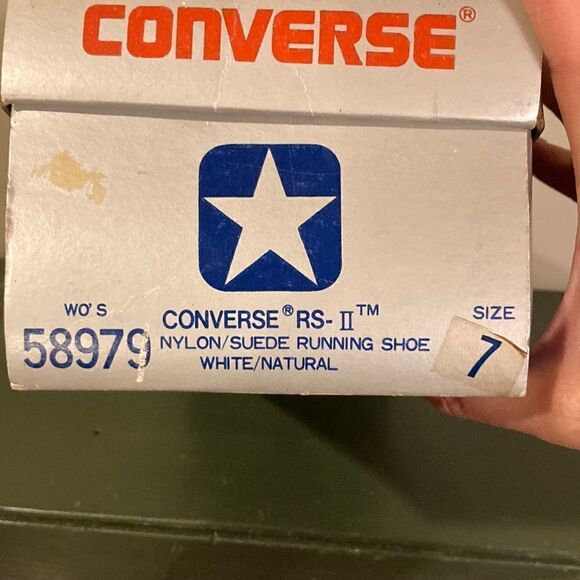 CONVERSE®
WO'S
58979
CONVERSE® RS-II™
NYLON/SUEDE RUNNING SHOE
WHITE/NATURAL
SIZE
7